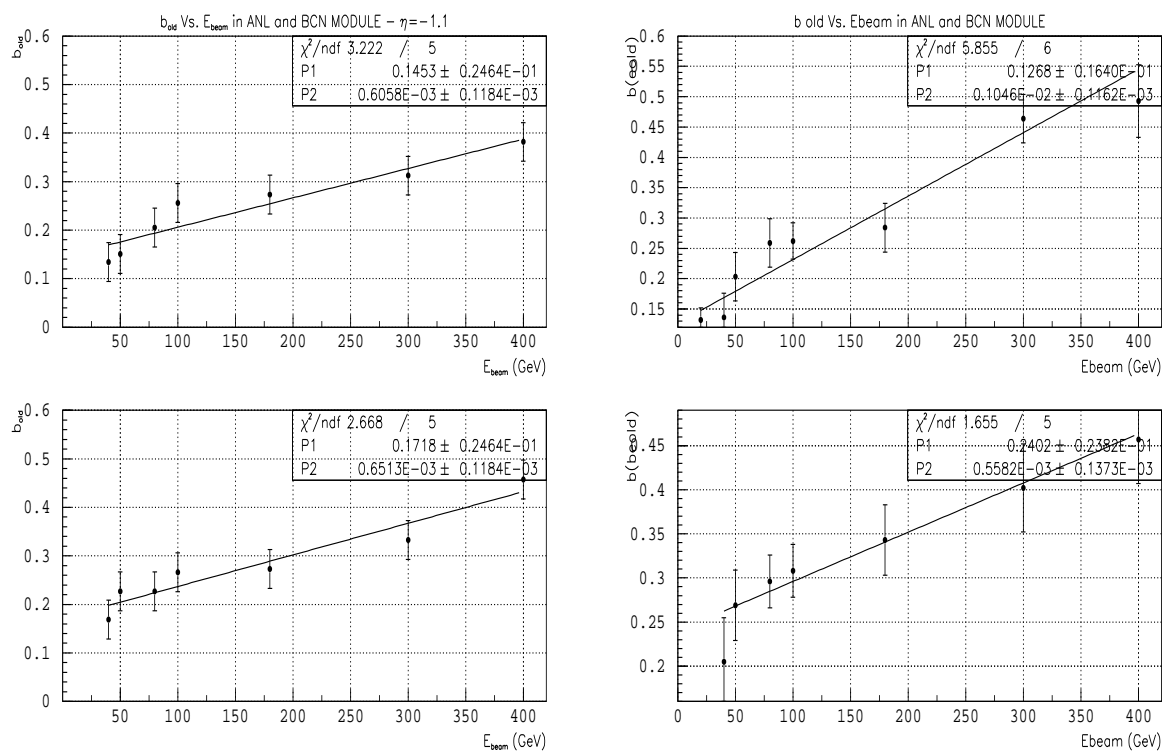 b_old Vs. E_beam in ANL and BCN MODULE – η=–1.1
b_old
χ²/ndf 3.222 / 5
P1 0.1453 ± 0.2464E–01
P2 0.6058E–03 ± 0.1184E–03
0.6
0.5
0.4
0.3
0.2
0.1
0
50 100 150 200 250 300 350 400
E_beam (GeV)
b old Vs. Ebeam in ANL and BCN MODULE
b(eold)
χ²/ndf 5.855 / 6
P1 0.1268 ± 0.1640E–01
P2 0.1046E–02 ± 0.1162E–03
0.6
0.55
0.5
0.45
0.4
0.35
0.3
0.25
0.2
0.15
0 50 100 150 200 250 300 350 400
Ebeam (GeV)
b_old
χ²/ndf 2.668 / 5
P1 0.1718 ± 0.2464E–01
P2 0.6513E–03 ± 0.1184E–03
0.6
0.5
0.4
0.3
0.2
0.1
0
50 100 150 200 250 300 350 400
E_beam (GeV)
χ²/ndf 1.655 / 5
P1 0.2402 ± 0.2382E–01
P2 0.5582E–03 ± 0.1373E–03
0.45
0.4
0.35
0.3
0.25
0.2
0 50 100 150 200 250 300 350 400
Ebeam (GeV)